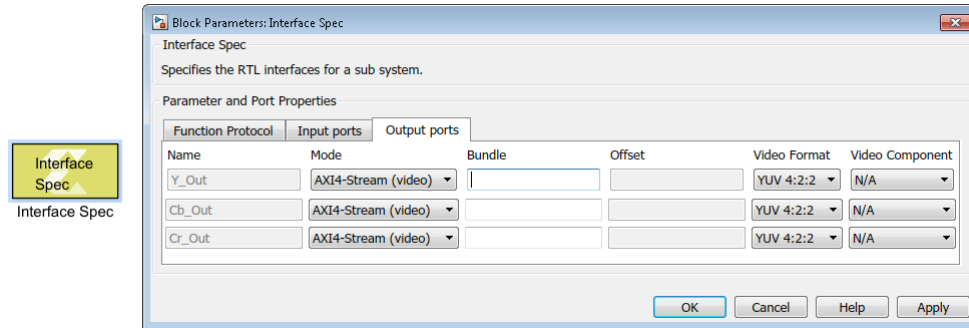 Block Parameters: Interface Spec
Interface Spec
Specifies the RTL interfaces for a sub system.
Parameter and Port Properties
Function Protocol Input ports Output ports
Name Mode Bundle Offset Video Format Video Component
Y_Out AXI4-Stream (video) YUV 4:2:2 N/A
Cb_Out AXI4-Stream (video) YUV 4:2:2 N/A
Cr_Out AXI4-Stream (video) YUV 4:2:2 N/A
OK Cancel Help Apply
Interface
Spec
Interface Spec